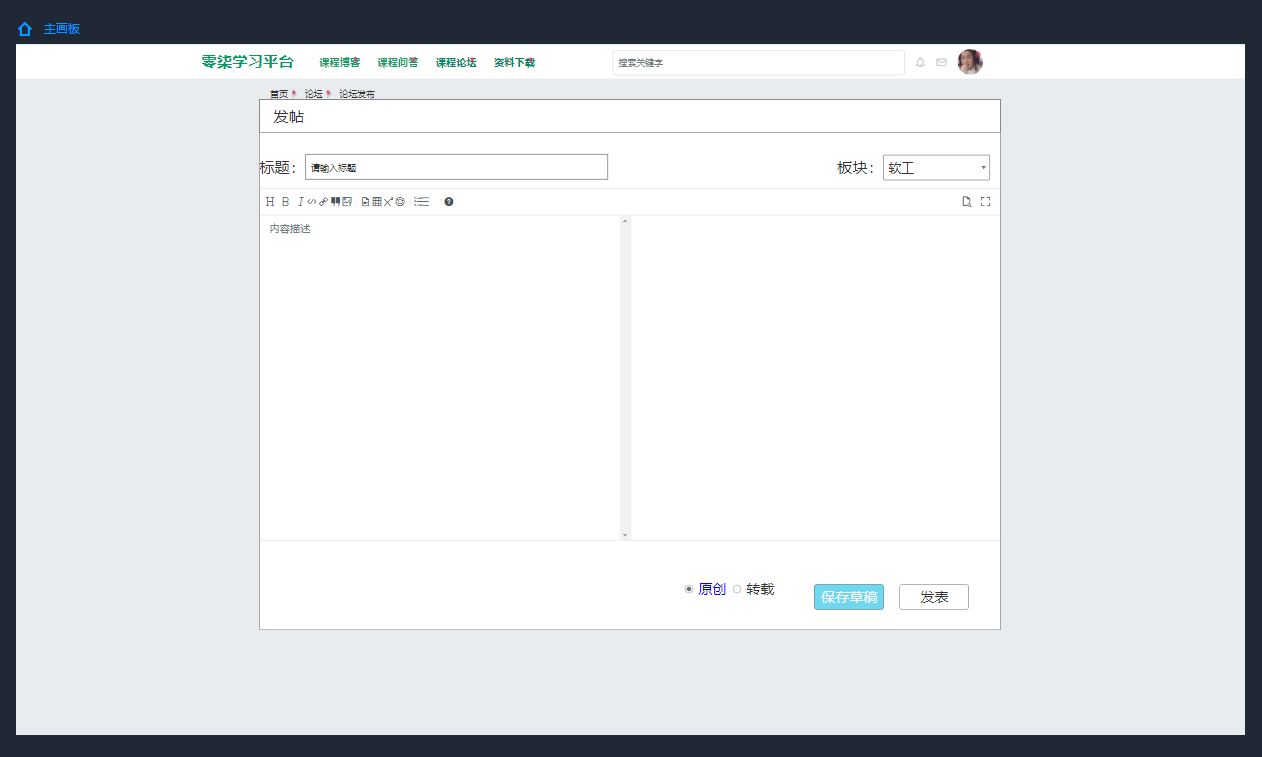 主画板
零柒学习平台 课程博客 课程问答 课程论坛 资料下载 搜索关键字
首页 论坛 论坛发布
发帖
标题： 请输入标题 板块： 软工
H B I
内容描述
原创 转载 保存草稿 发表